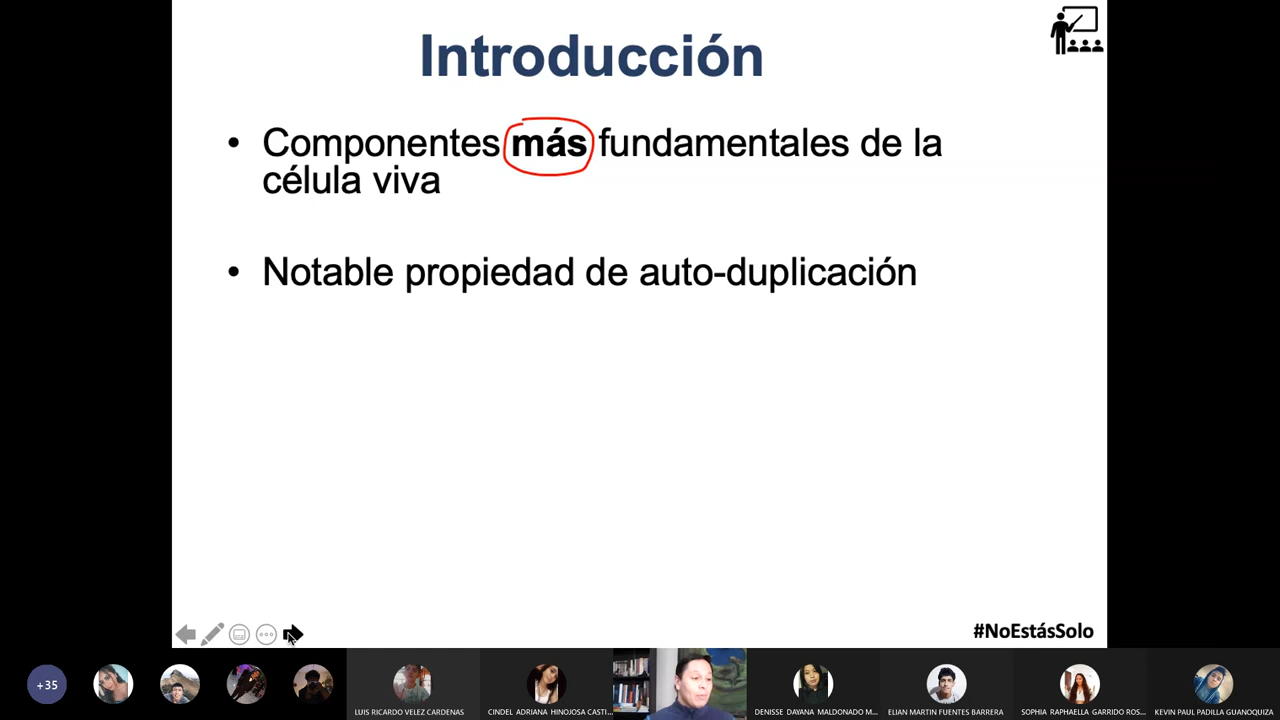 Introducción
• Componentes más fundamentales de la
célula viva
• Notable propiedad de auto-duplicación
#NoEstásSolo
+35
LUIS RICARDO VELEZ CARDENAS
CINDEL ADRIANA HINOJOSA CASTI...
DENISSE DAYANA MALDONADO M...
ELIAN MARTIN FUENTES BARRERA
SOPHIA RAPHAELLA GARRIDO ROS...
KEVIN PAUL PADILLA GUANOQUIZA